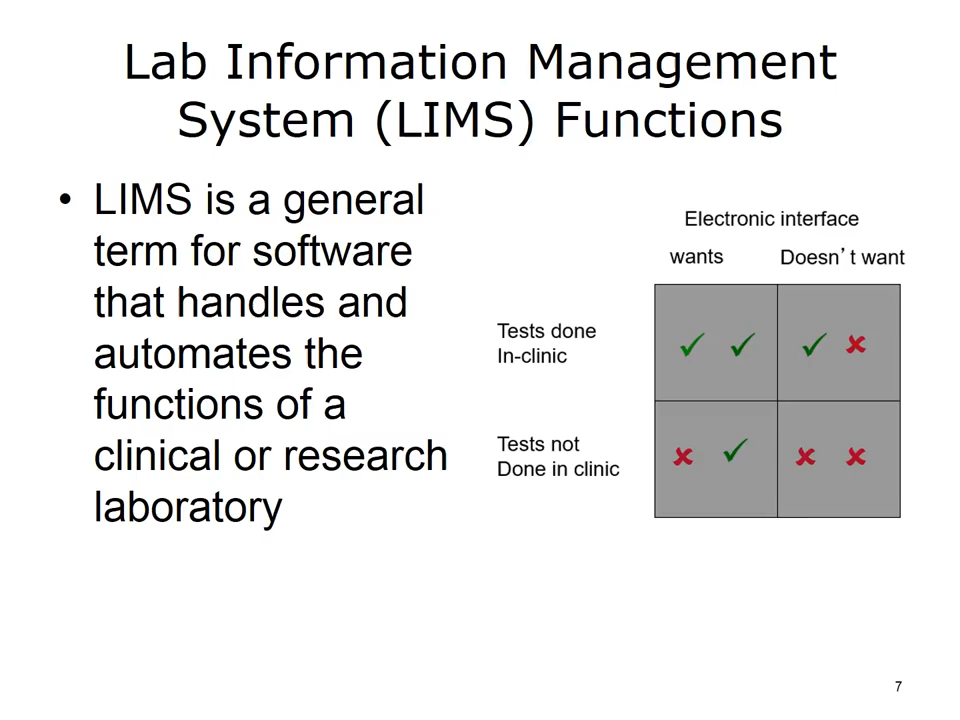 Lab Information Management
System (LIMS) Functions
• LIMS is a general
term for software
that handles and
automates the
functions of a
clinical or research
laboratory
Electronic interface
wants Doesn’t want
Tests done
In-clinic
✓ ✓ ✓ ✘
Tests not
Done in clinic
✘ ✓ ✘ ✘
7